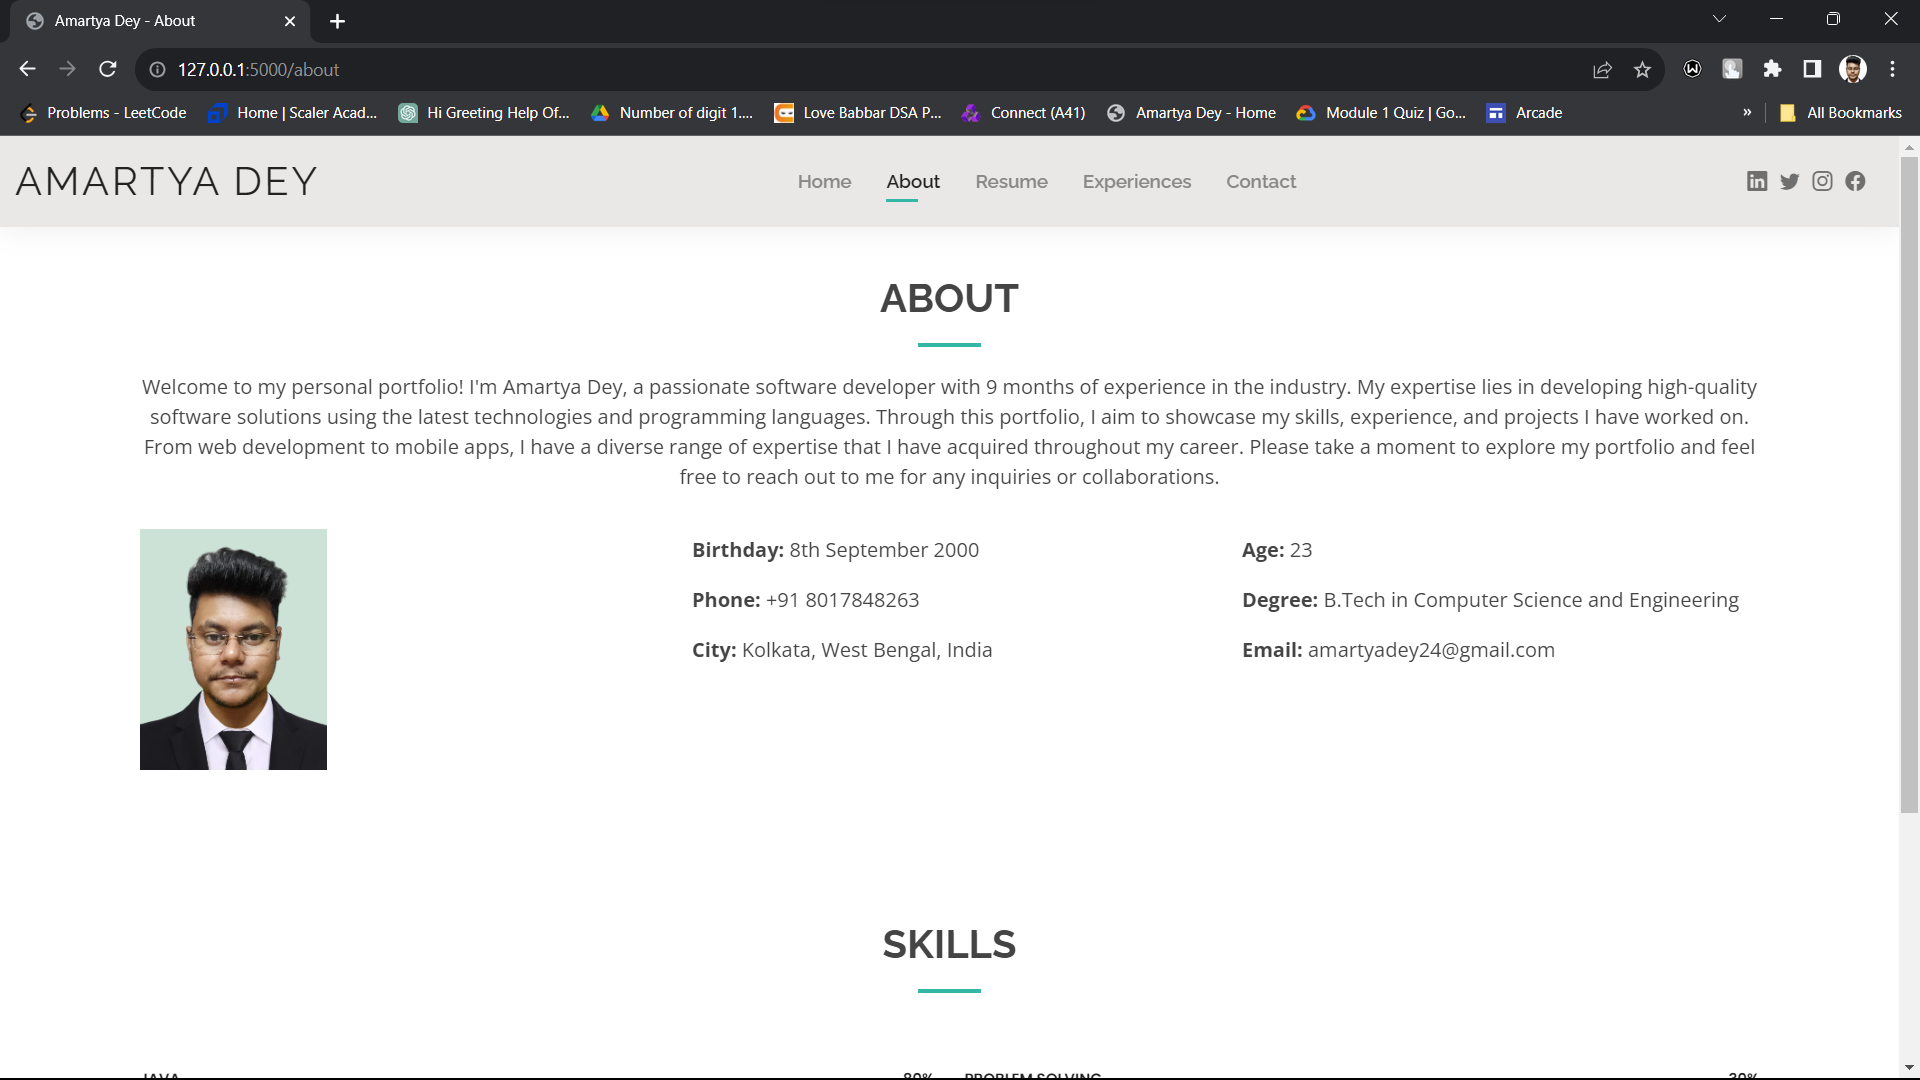 Amartya Dey - About
127.0.0.1:5000/about
Problems - LeetCode
Home | Scaler Acad...
Hi Greeting Help Of...
Number of digit 1....
Love Babbar DSA P...
Connect (A41)
Amartya Dey - Home
Module 1 Quiz | Go...
Arcade
»
All Bookmarks
AMARTYA DEY
Home
About
Resume
Experiences
Contact
ABOUT
Welcome to my personal portfolio! I'm Amartya Dey, a passionate software developer with 9 months of experience in the industry. My expertise lies in developing high-quality
software solutions using the latest technologies and programming languages. Through this portfolio, I aim to showcase my skills, experience, and projects I have worked on.
From web development to mobile apps, I have a diverse range of expertise that I have acquired throughout my career. Please take a moment to explore my portfolio and feel
free to reach out to me for any inquiries or collaborations.
Birthday: 8th September 2000
Phone: +91 8017848263
City: Kolkata, West Bengal, India
Age: 23
Degree: B.Tech in Computer Science and Engineering
Email: amartyadey24@gmail.com
SKILLS
JAVA
80%
PROBLEM SOLVING
30%